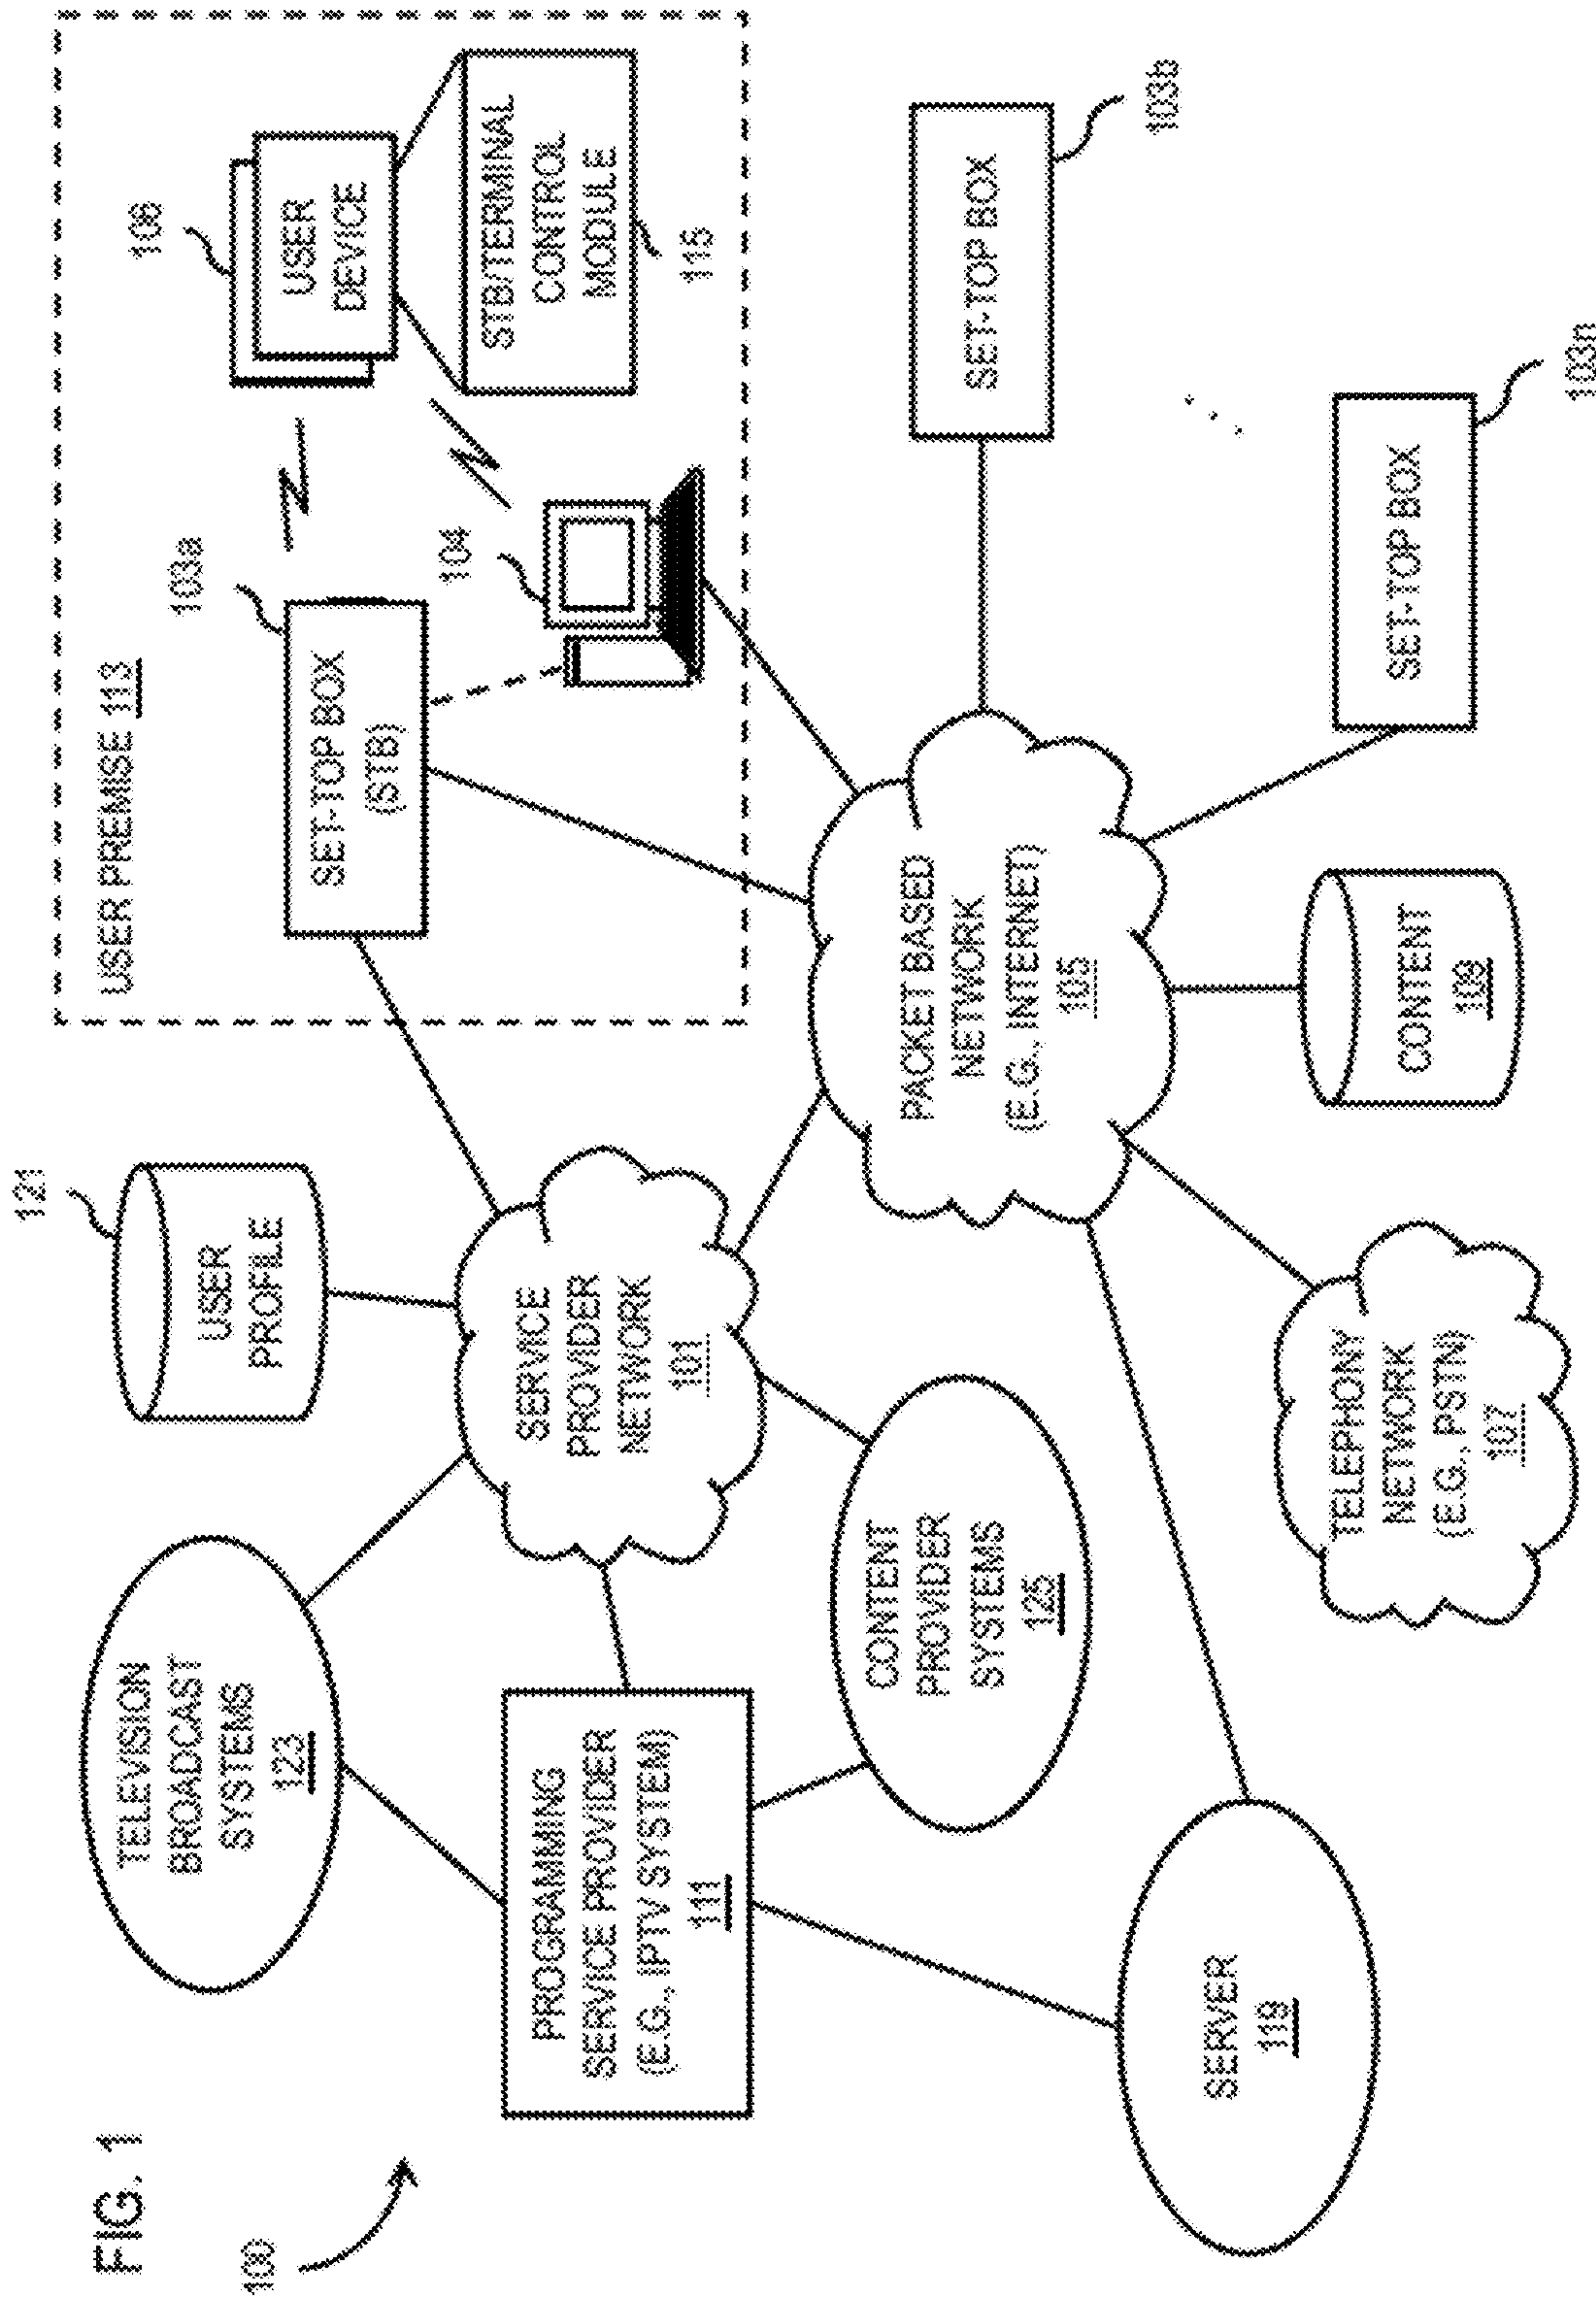 FIG. 1
100
TELEVISION
BROADCAST
SYSTEMS
123
121
USER
PROFILE
USER PREMISE 113
103a
SET-TOP BOX
(STB)
104
106
USER
DEVICE
STB/TERMINAL
CONTROL
MODULE
115
PROGRAMMING
SERVICE PROVIDER
(E.G., IPTV SYSTEM)
111
SERVICE
PROVIDER
NETWORK
101
CONTENT
PROVIDER
SYSTEMS
125
PACKET BASED
NETWORK
(E.G., INTERNET)
105
SET-TOP BOX
103b
SERVER
119
TELEPHONY
NETWORK
(E.G., PSTN)
107
CONTENT
109
SET-TOP BOX
103n